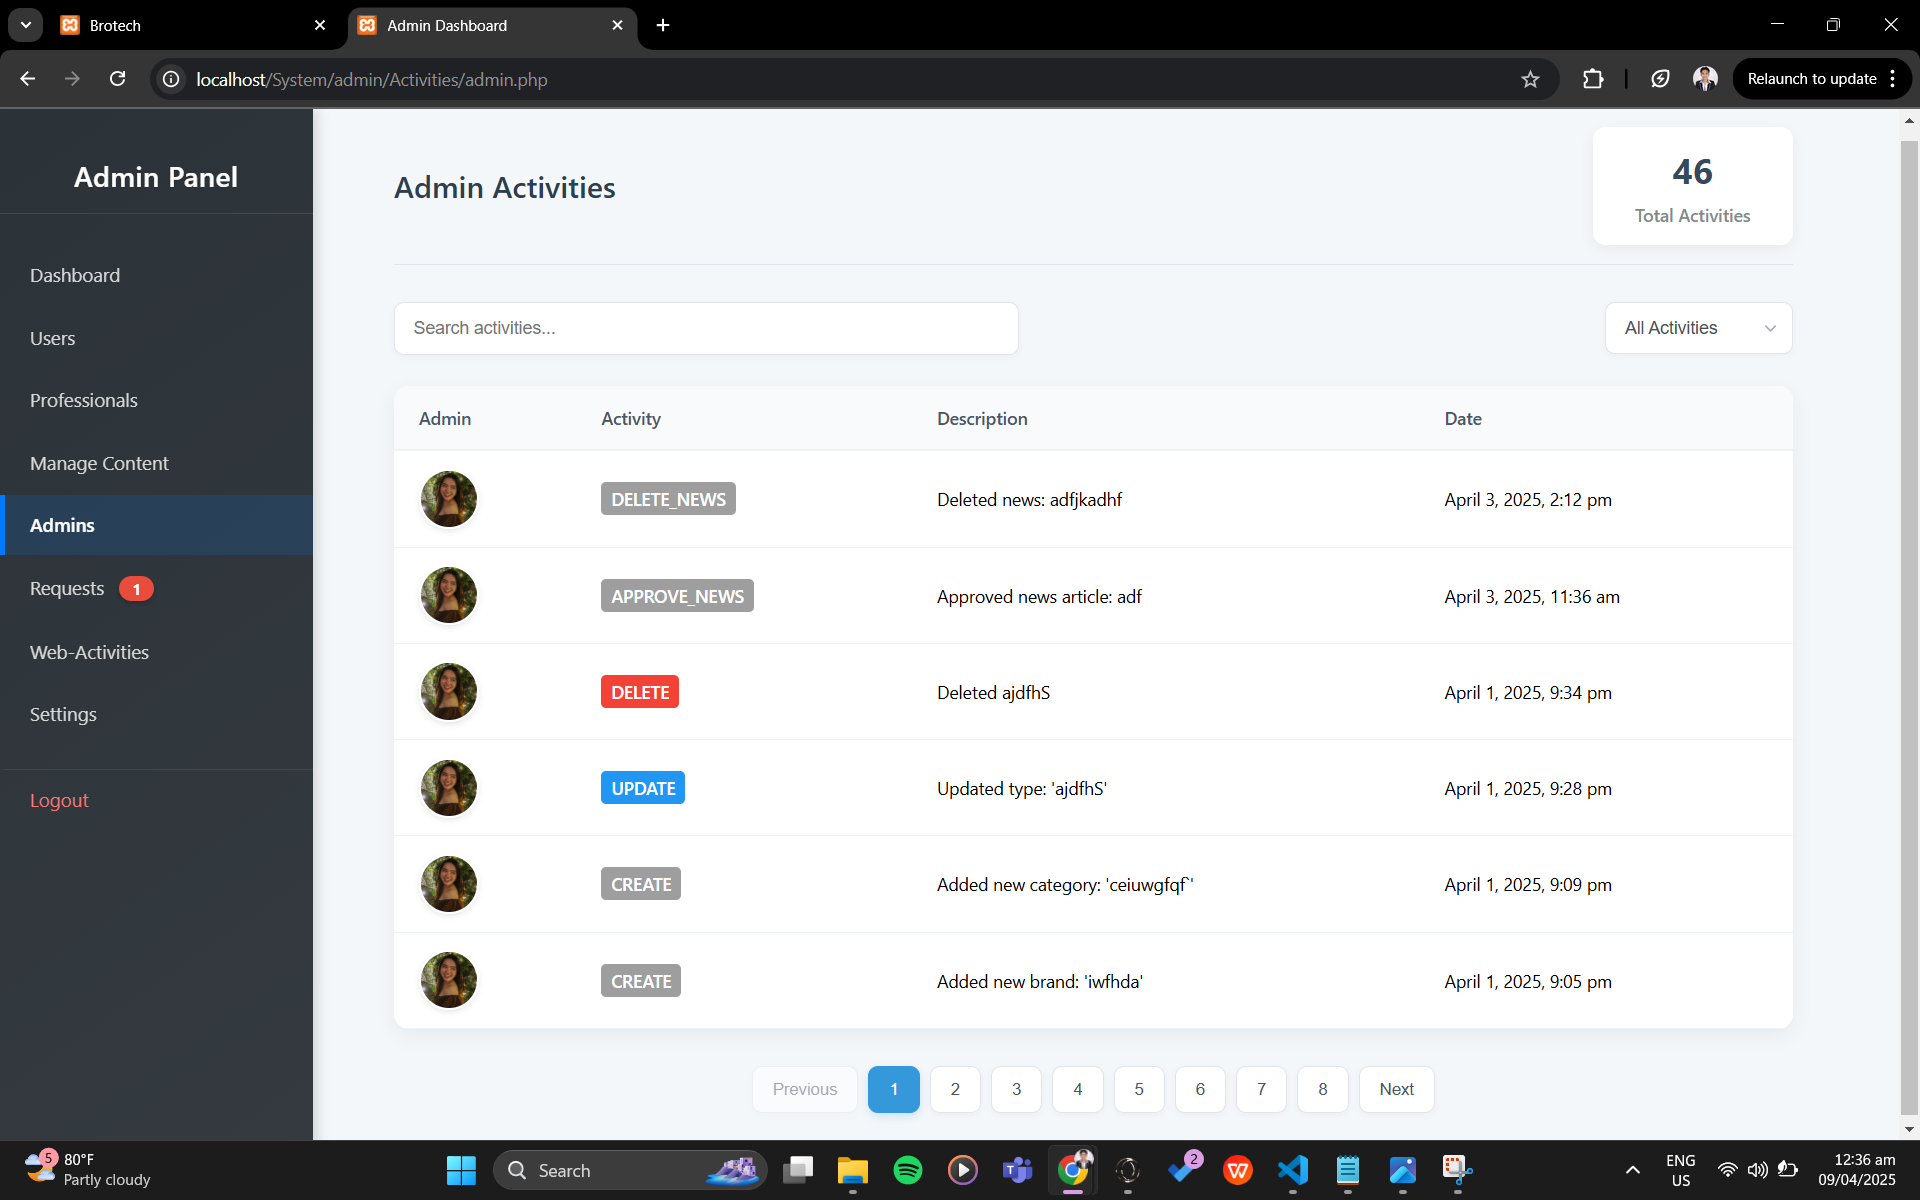 Brotech
Admin Dashboard
localhost/System/admin/Activities/admin.php
Relaunch to update
Admin Panel
Dashboard
Users
Professionals
Manage Content
Admins
Requests 1
Web-Activities
Settings
Logout
Admin Activities
46
Total Activities
Search activities...
All Activities
Admin Activity Description Date
DELETE_NEWS Deleted news: adfjkadhf April 3, 2025, 2:12 pm
APPROVE_NEWS Approved news article: adf April 3, 2025, 11:36 am
DELETE Deleted ajdfhS April 1, 2025, 9:34 pm
UPDATE Updated type: 'ajdfhS' April 1, 2025, 9:28 pm
CREATE Added new category: 'ceiuwgfqf`' April 1, 2025, 9:09 pm
CREATE Added new brand: 'iwfhda' April 1, 2025, 9:05 pm
Previous 1 2 3 4 5 6 7 8 Next
5
80°F
Partly cloudy
Search
2
ENG
US
12:36 am
09/04/2025